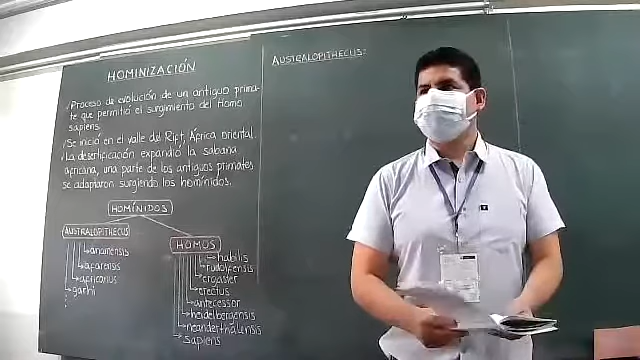 HOMINIZACIÓN
Proceso de evolución de un antiguo prima-
te que permitió el surgimiento del Homo
sapiens.
Se inició en el valle del Rift, África oriental.
La desertificación expandió la sabana
africana, una parte de los antiguos primates
se adaptaron surgiendo los homínidos.
HOMÍNIDOS
AUSTRALOPITHECUS
anamensis
afarensis
africanus
garhi
HOMOS
habilis
rudolfensis
ergaster
erectus
antecessor
heidelbergensis
neanderthalensis
sapiens
AUSTRALOPITHECUS: